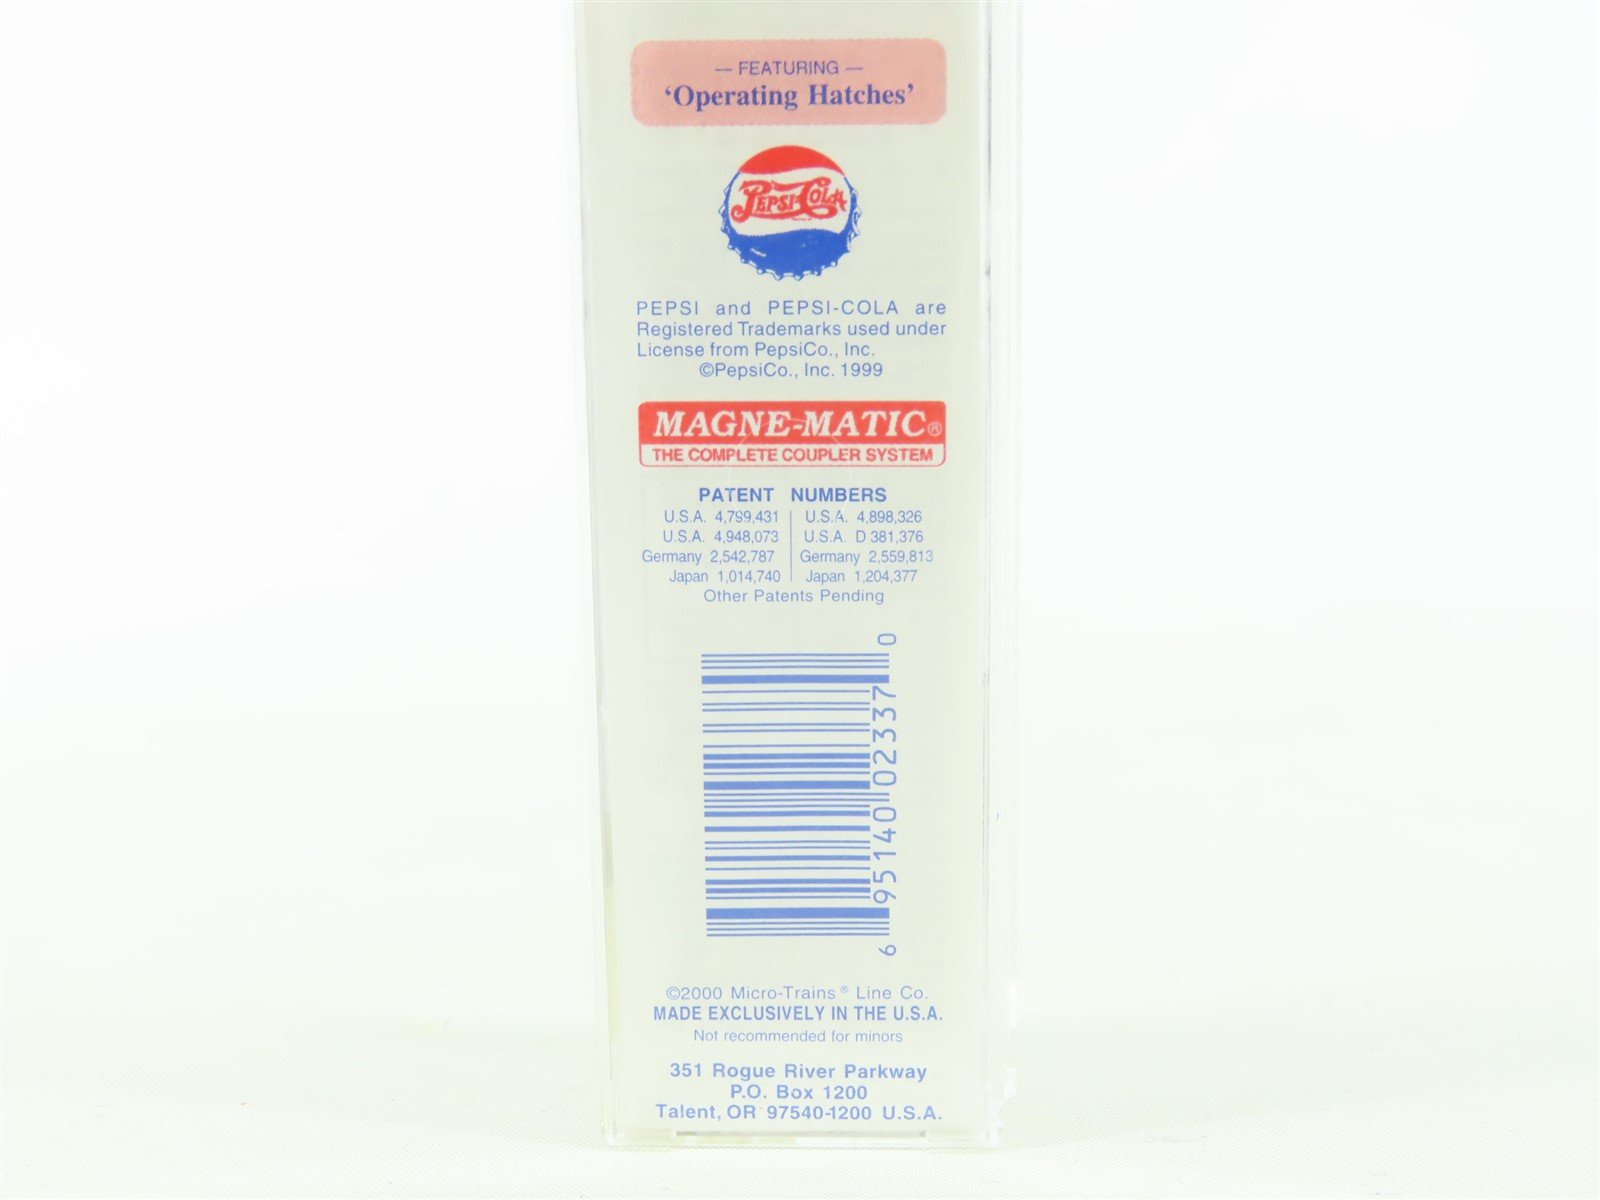 — FEATURING —
‘Operating Hatches’
PEPSI-COLA
PEPSI and PEPSI-COLA are
Registered Trademarks used under
License from PepsiCo., Inc.
©PepsiCo., Inc. 1999
MAGNE-MATIC®
THE COMPLETE COUPLER SYSTEM
PATENT NUMBERS
U.S.A. 4,799,431 | U.S.A. 4,898,326
U.S.A. 4,948,073 | U.S.A. D 381,376
Germany 2,542,787 | Germany 2,559,813
Japan 1,014,740 | Japan 1,204,377
Other Patents Pending
6 95140 02337 0
©2000 Micro-Trains® Line Co.
MADE EXCLUSIVELY IN THE U.S.A.
Not recommended for minors
351 Rogue River Parkway
P.O. Box 1200
Talent, OR 97540-1200 U.S.A.